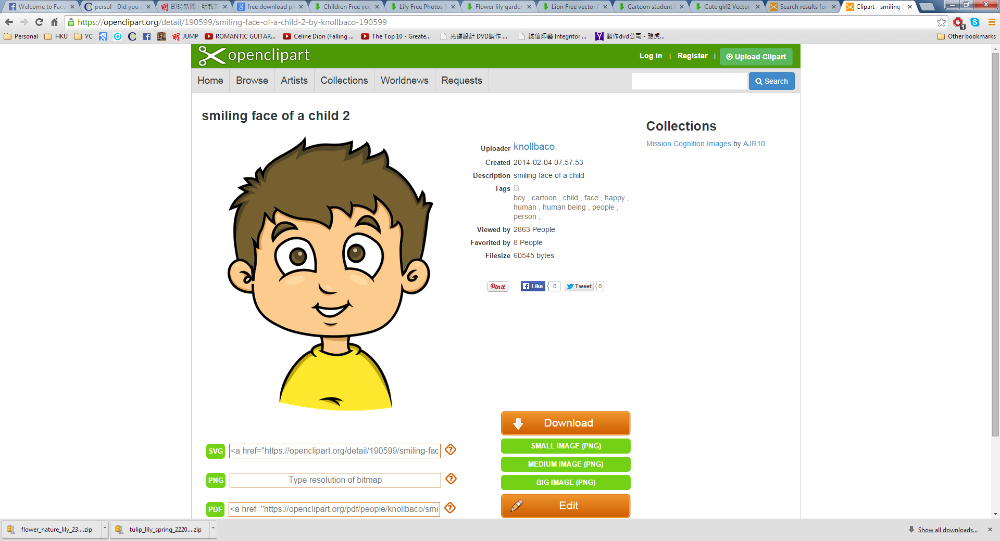 Welcome to Face
persul - Did you s
即時新聞 - 明報新
free download pi
Children Free vec
Lily Free Photos f
Flower lily garden
Lion Free vector f
Cartoon student F
Cute girl2 Vector
Search results for
Clipart - smiling f
https://openclipart.org/detail/190599/smiling-face-of-a-child-2-by-knollbaco-190599
1
Personal
HKU
YC
JUMP
ROMANTIC GUITAR...
Celine Dion (Falling ...
The Top 10 - Greate...
光碟設計 DVD製作 ...
誠信印藝 Integritor ...
製作dvd公司 - 雅虎...
Other bookmarks
openclipart
Log in | Register | Upload Clipart
Home Browse Artists Collections Worldnews Requests
Search
smiling face of a child 2
Uploader knollbaco
Created 2014-02-04 07:57:53
Description smiling face of a child
Tags
boy , cartoon , child , face , happy ,
human , human being , people ,
person ,
Viewed by 2863 People
Favorited by 8 People
Filesize 60545 bytes
Pin it
Like 0
Tweet 0
Collections
Mission Cognition Images by AJR10
Download
SMALL IMAGE (PNG)
MEDIUM IMAGE (PNG)
BIG IMAGE (PNG)
Edit
SVG <a href="https://openclipart.org/detail/190599/smiling-fac ?
PNG Type resolution of bitmap ?
PDF <a href="https://openclipart.org/pdf/people/knollbaco/smi ?
flower_nature_lily_23....zip
tulip_lily_spring_2220....zip
Show all downloads...